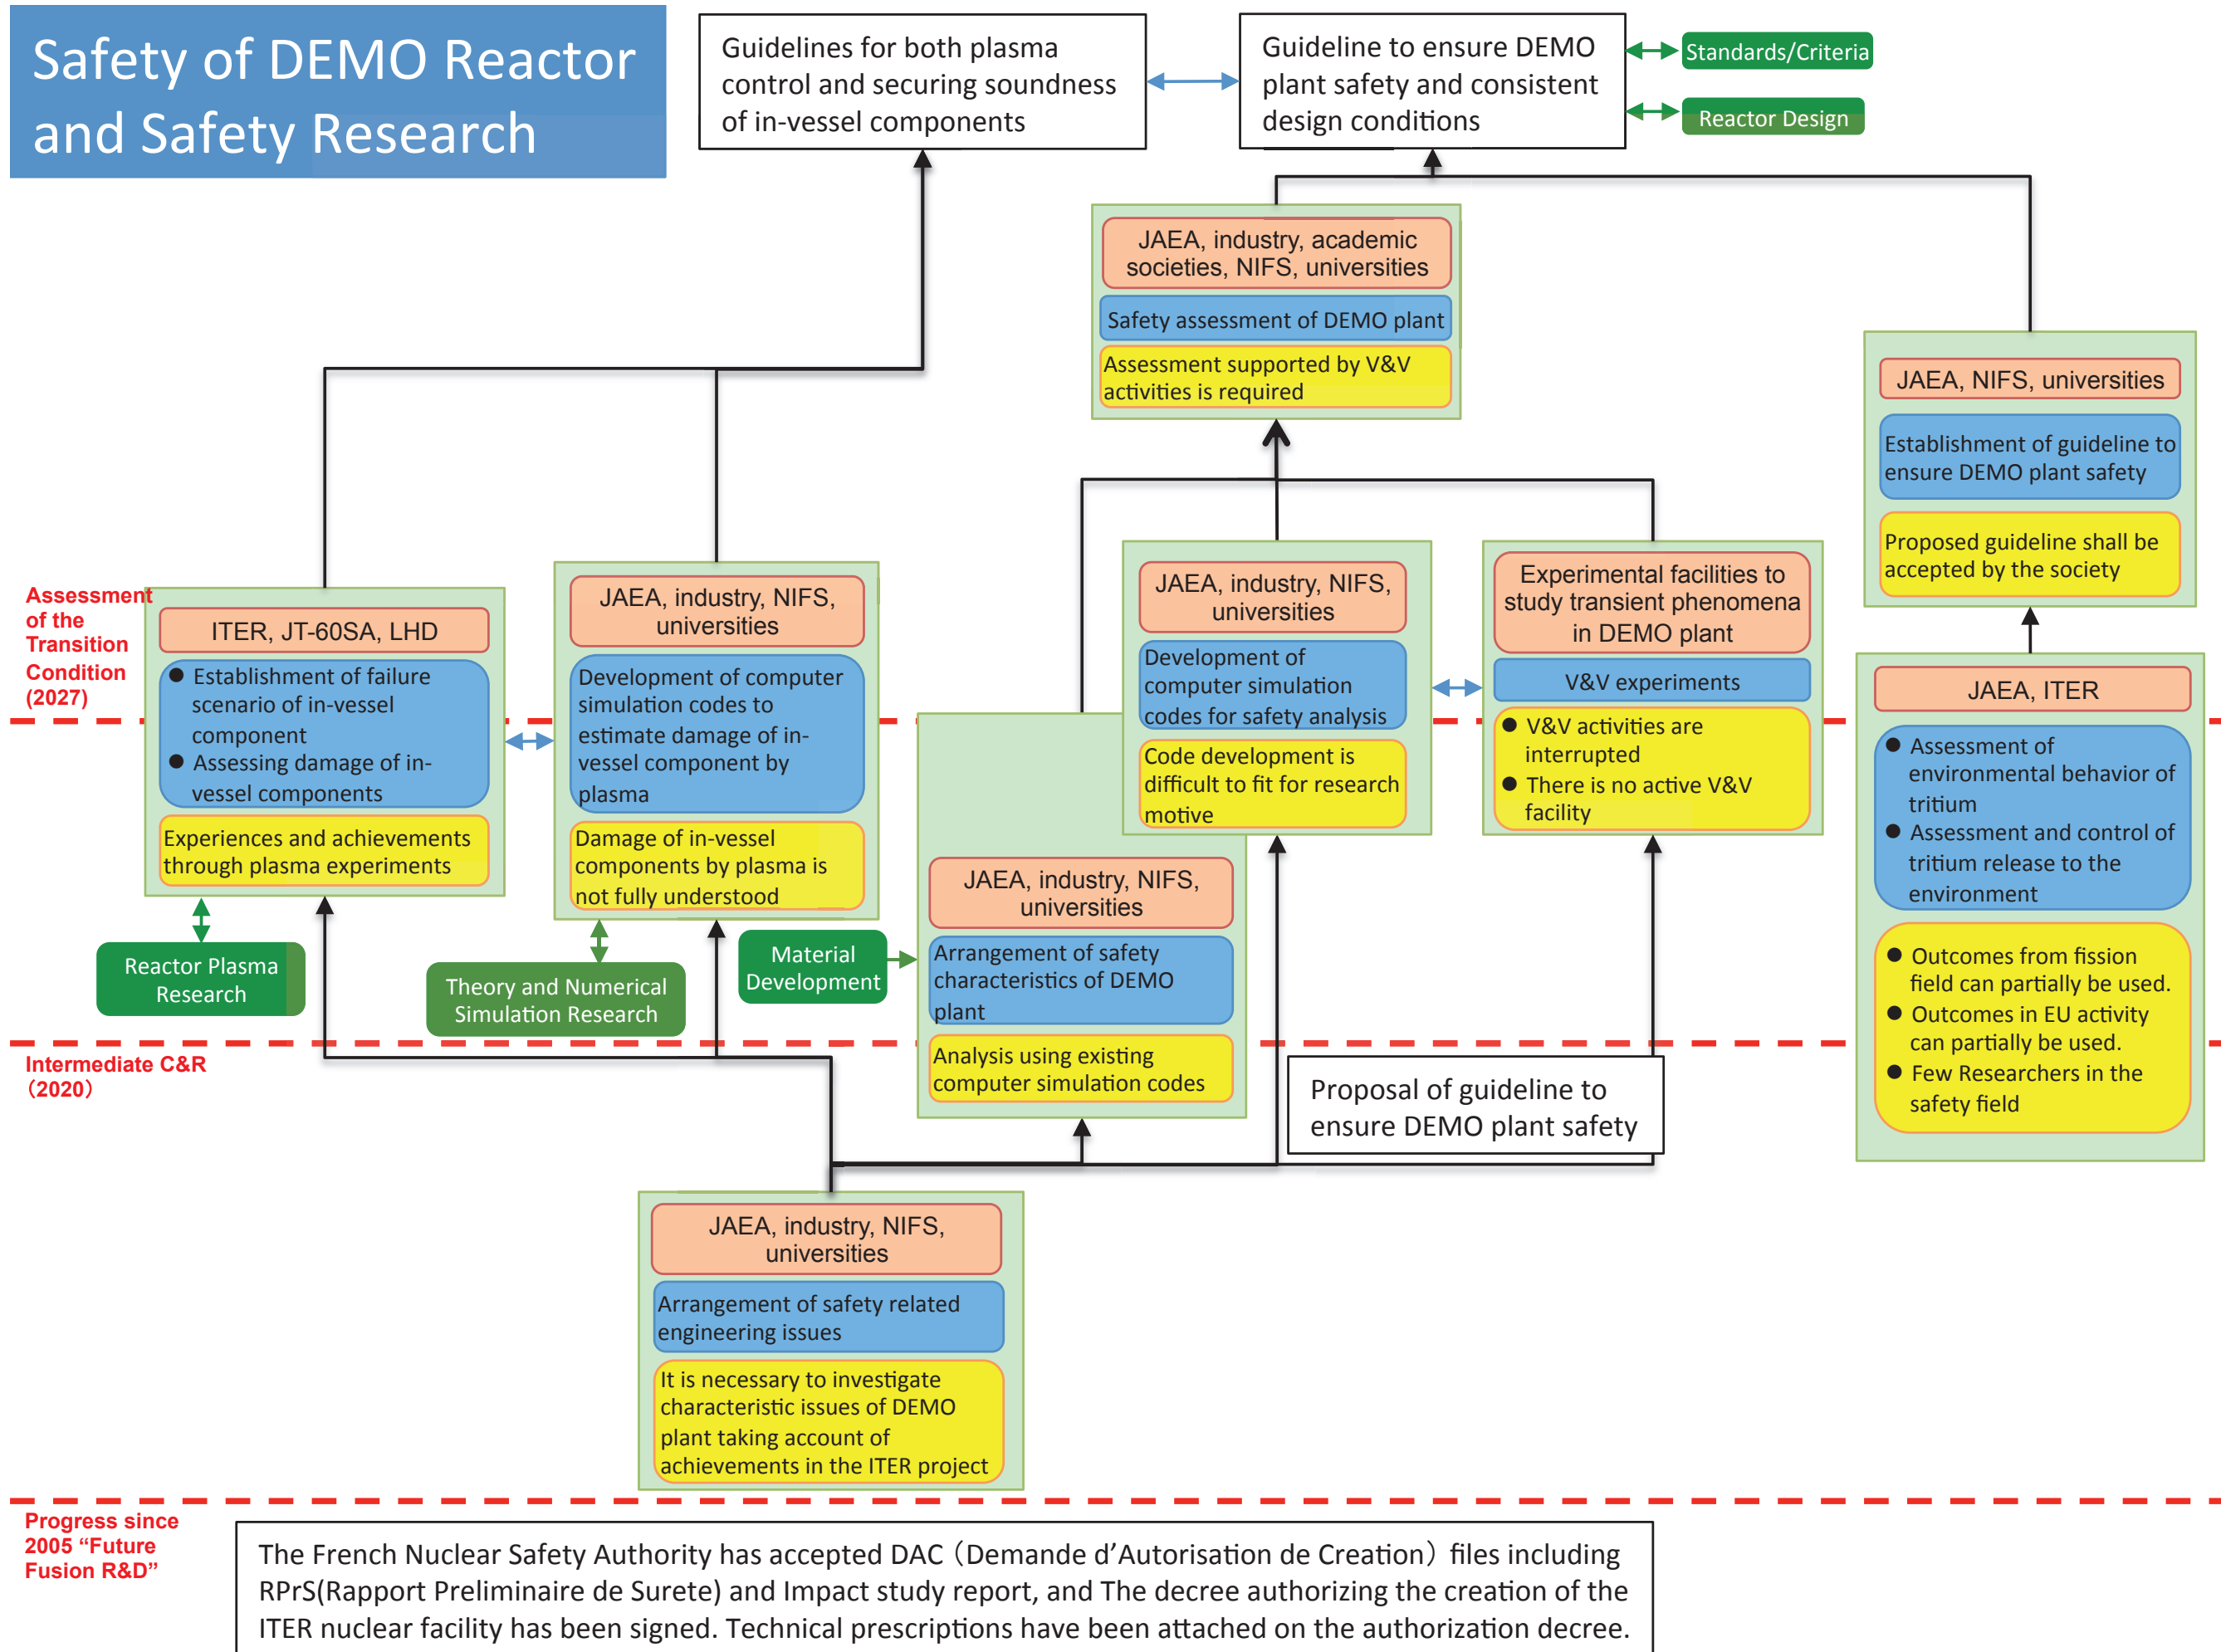 Safety of DEMO Reactor
and Safety Research
Guidelines for both plasma
control and securing soundness
of in-vessel components
Guideline to ensure DEMO
plant safety and consistent
design conditions
Standards/Criteria
Reactor Design
JAEA, industry, academic
societies, NIFS, universities
Safety assessment of DEMO plant
Assessment supported by V&V
activities is required
JAEA, NIFS, universities
Establishment of guideline to
ensure DEMO plant safety
Proposed guideline shall be
accepted by the society
Assessment
of the
Transition
Condition
(2027)
ITER, JT-60SA, LHD
● Establishment of failure
scenario of in-vessel
component
● Assessing damage of in-
vessel components
Experiences and achievements
through plasma experiments
JAEA, industry, NIFS,
universities
Development of computer
simulation codes to
estimate damage of in-
vessel component by
plasma
Damage of in-vessel
components by plasma is
not fully understood
JAEA, industry, NIFS,
universities
Development of
computer simulation
codes for safety analysis
Code development is
difficult to fit for research
motive
Experimental facilities to
study transient phenomena
in DEMO plant
V&V experiments
● V&V activities are
interrupted
● There is no active V&V
facility
JAEA, ITER
● Assessment of
environmental behavior of
tritium
● Assessment and control of
tritium release to the
environment
● Outcomes from fission
field can partially be used.
● Outcomes in EU activity
can partially be used.
● Few Researchers in the
safety field
Reactor Plasma
Research
Theory and Numerical
Simulation Research
Material
Development
JAEA, industry, NIFS,
universities
Arrangement of safety
characteristics of DEMO
plant
Analysis using existing
computer simulation codes
Intermediate C&R
（2020）
Proposal of guideline to
ensure DEMO plant safety
JAEA, industry, NIFS,
universities
Arrangement of safety related
engineering issues
It is necessary to investigate
characteristic issues of DEMO
plant taking account of
achievements in the ITER project
Progress since
2005 “Future
Fusion R&D”
The French Nuclear Safety Authority has accepted DAC（Demande d’Autorisation de Creation）files including
RPrS(Rapport Preliminaire de Surete) and Impact study report, and The decree authorizing the creation of the
ITER nuclear facility has been signed. Technical prescriptions have been attached on the authorization decree.